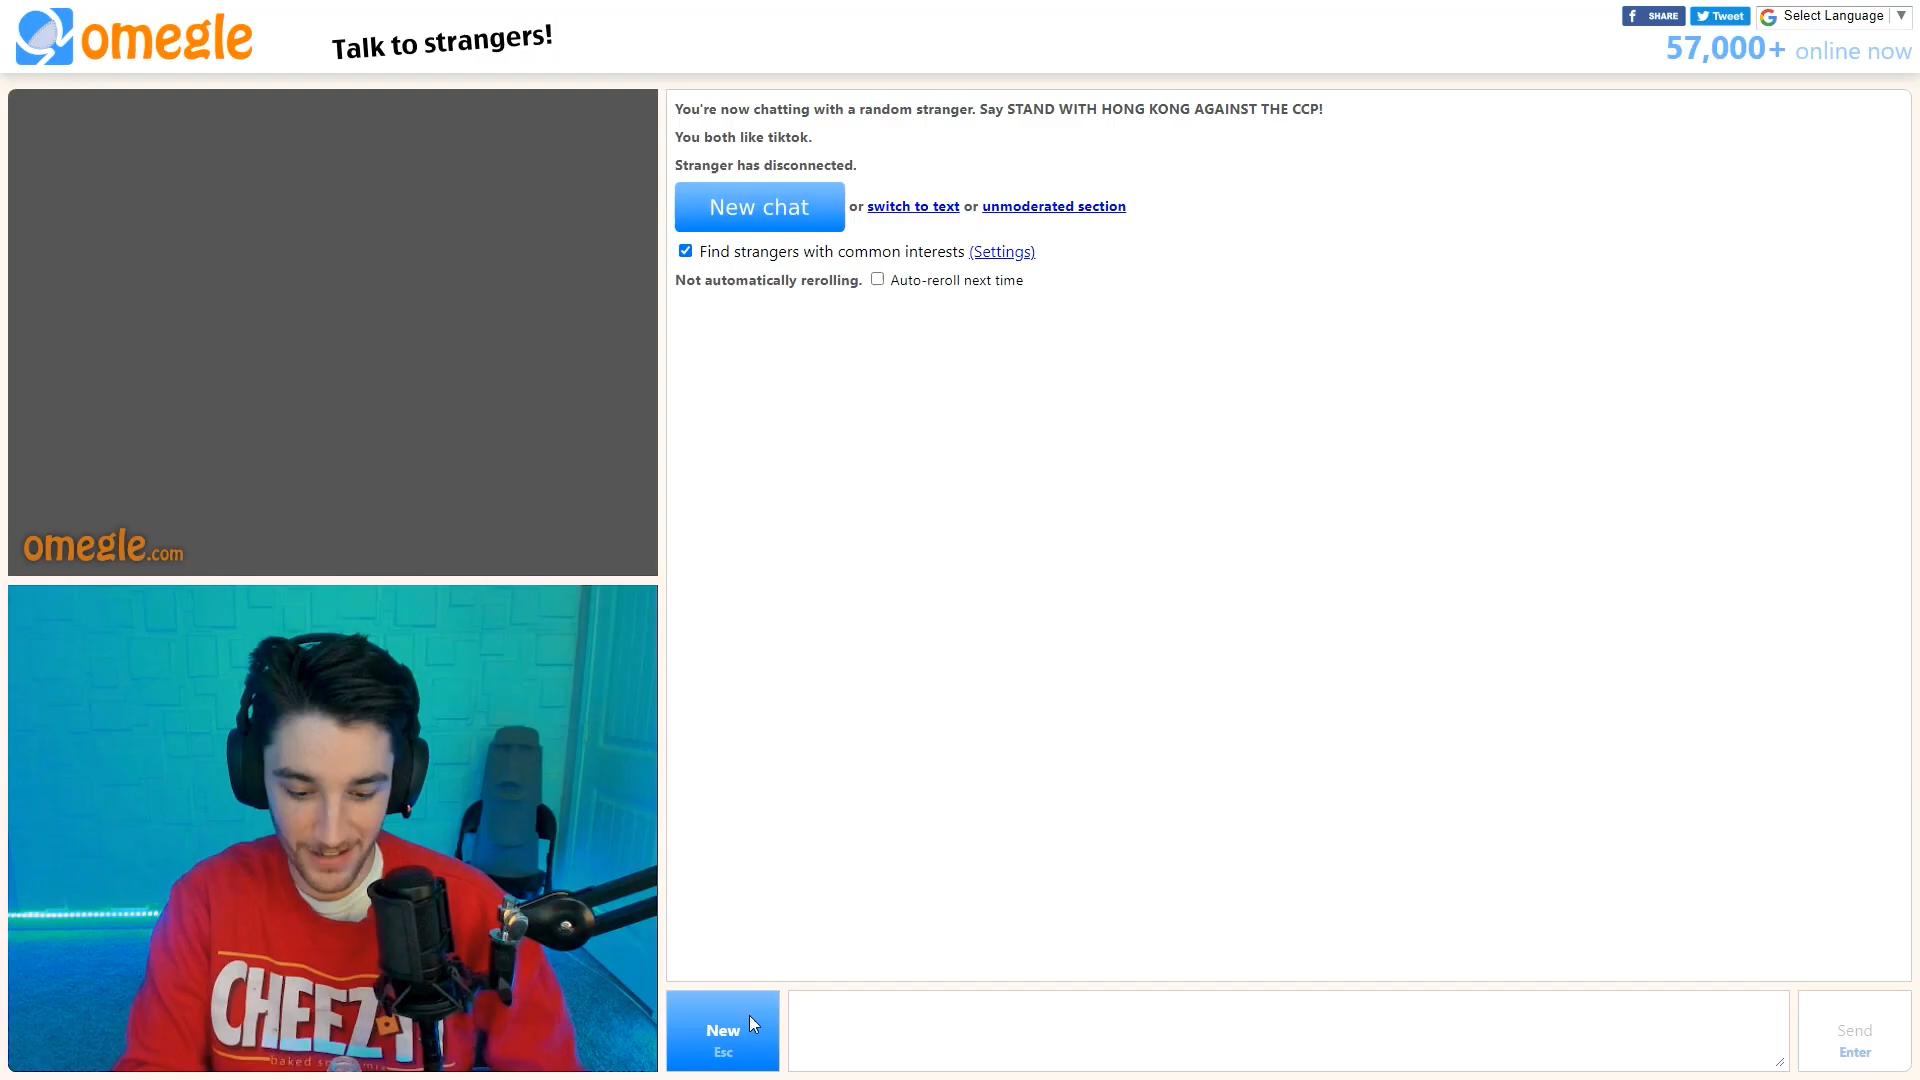 omegle
Talk to strangers!
SHARE
Tweet
Select Language
57,000+ online now
You're now chatting with a random stranger. Say STAND WITH HONG KONG AGAINST THE CCP!
You both like tiktok.
Stranger has disconnected.
New chat or switch to text or unmoderated section
Find strangers with common interests (Settings)
Not automatically rerolling. Auto-reroll next time
omegle.com
CHEEZ
baked
New
Esc
Send
Enter